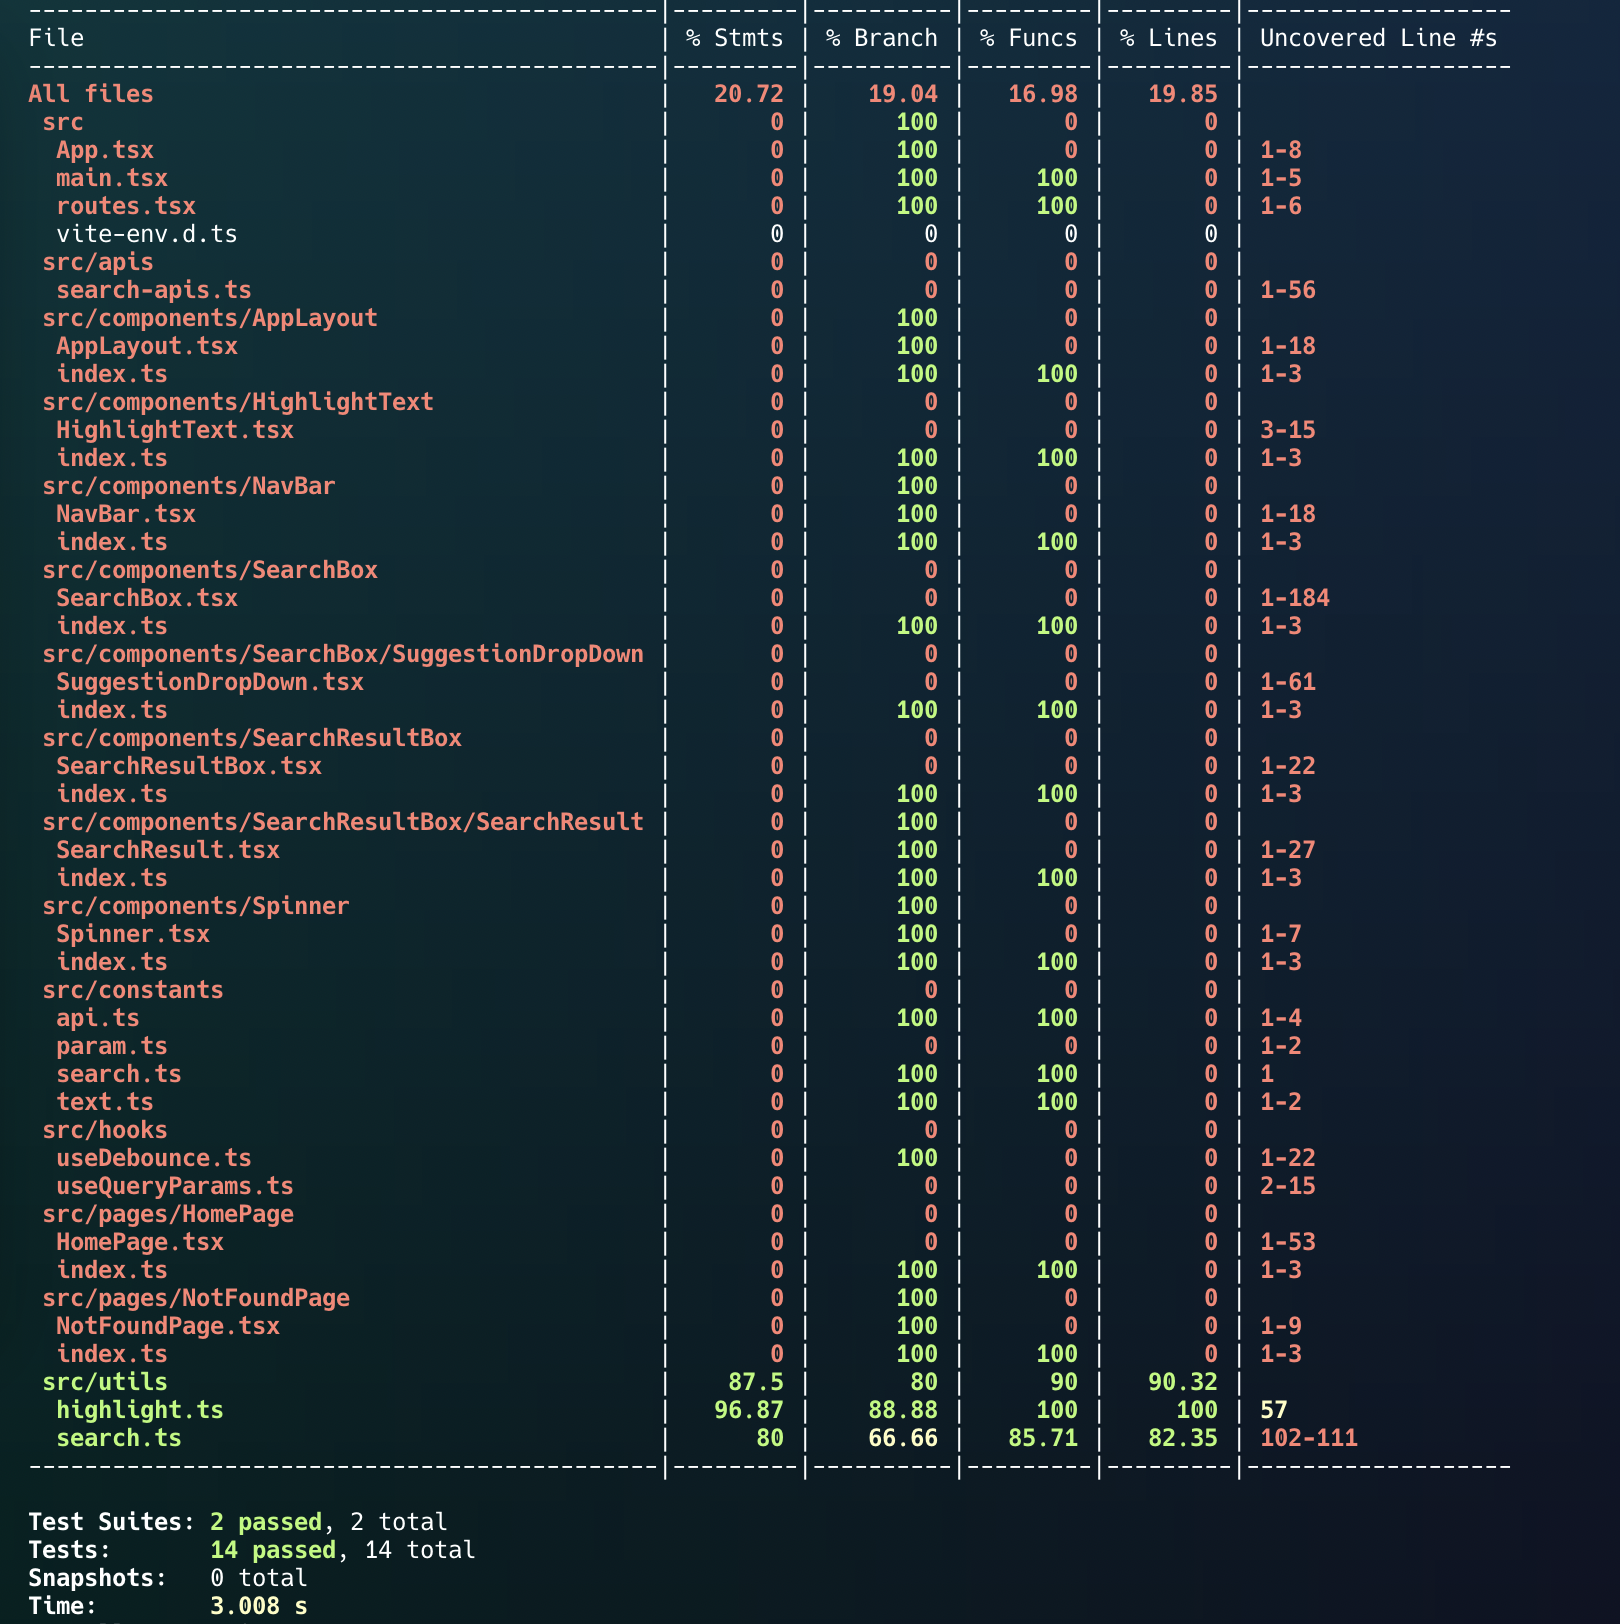 -----------------------------------------|---------|----------|---------|---------|-------------------
File | % Stmts | % Branch | % Funcs | % Lines | Uncovered Line #s
-----------------------------------------|---------|----------|---------|---------|-------------------
All files | 20.72 | 19.04 | 16.98 | 19.85 |
src | 0 | 100 | 0 | 0 |
App.tsx | 0 | 100 | 0 | 0 | 1-8
main.tsx | 0 | 100 | 100 | 0 | 1-5
routes.tsx | 0 | 100 | 100 | 0 | 1-6
vite-env.d.ts | 0 | 0 | 0 | 0 |
src/apis | 0 | 0 | 0 | 0 |
search-apis.ts | 0 | 0 | 0 | 0 | 1-56
src/components/AppLayout | 0 | 100 | 0 | 0 |
AppLayout.tsx | 0 | 100 | 0 | 0 | 1-18
index.ts | 0 | 100 | 100 | 0 | 1-3
src/components/HighlightText | 0 | 0 | 0 | 0 |
HighlightText.tsx | 0 | 0 | 0 | 0 | 3-15
index.ts | 0 | 100 | 100 | 0 | 1-3
src/components/NavBar | 0 | 100 | 0 | 0 |
NavBar.tsx | 0 | 100 | 0 | 0 | 1-18
index.ts | 0 | 100 | 100 | 0 | 1-3
src/components/SearchBox | 0 | 0 | 0 | 0 |
SearchBox.tsx | 0 | 0 | 0 | 0 | 1-184
index.ts | 0 | 100 | 100 | 0 | 1-3
src/components/SearchBox/SuggestionDropDown | 0 | 0 | 0 | 0 |
SuggestionDropDown.tsx | 0 | 0 | 0 | 0 | 1-61
index.ts | 0 | 100 | 100 | 0 | 1-3
src/components/SearchResultBox | 0 | 0 | 0 | 0 |
SearchResultBox.tsx | 0 | 0 | 0 | 0 | 1-22
index.ts | 0 | 100 | 100 | 0 | 1-3
src/components/SearchResultBox/SearchResult | 0 | 100 | 0 | 0 |
SearchResult.tsx | 0 | 100 | 0 | 0 | 1-27
index.ts | 0 | 100 | 100 | 0 | 1-3
src/components/Spinner | 0 | 100 | 0 | 0 |
Spinner.tsx | 0 | 100 | 0 | 0 | 1-7
index.ts | 0 | 100 | 100 | 0 | 1-3
src/constants | 0 | 0 | 0 | 0 |
api.ts | 0 | 100 | 100 | 0 | 1-4
param.ts | 0 | 0 | 0 | 0 | 1-2
search.ts | 0 | 100 | 100 | 0 | 1
text.ts | 0 | 100 | 100 | 0 | 1-2
src/hooks | 0 | 0 | 0 | 0 |
useDebounce.ts | 0 | 100 | 0 | 0 | 1-22
useQueryParams.ts | 0 | 0 | 0 | 0 | 2-15
src/pages/HomePage | 0 | 0 | 0 | 0 |
HomePage.tsx | 0 | 0 | 0 | 0 | 1-53
index.ts | 0 | 100 | 100 | 0 | 1-3
src/pages/NotFoundPage | 0 | 100 | 0 | 0 |
NotFoundPage.tsx | 0 | 100 | 0 | 0 | 1-9
index.ts | 0 | 100 | 100 | 0 | 1-3
src/utils | 87.5 | 80 | 90 | 90.32 |
highlight.ts | 96.87 | 88.88 | 100 | 100 | 57
search.ts | 80 | 66.66 | 85.71 | 82.35 | 102-111
-----------------------------------------|---------|----------|---------|---------|-------------------
Test Suites: 2 passed, 2 total
Tests: 14 passed, 14 total
Snapshots: 0 total
Time: 3.008 s